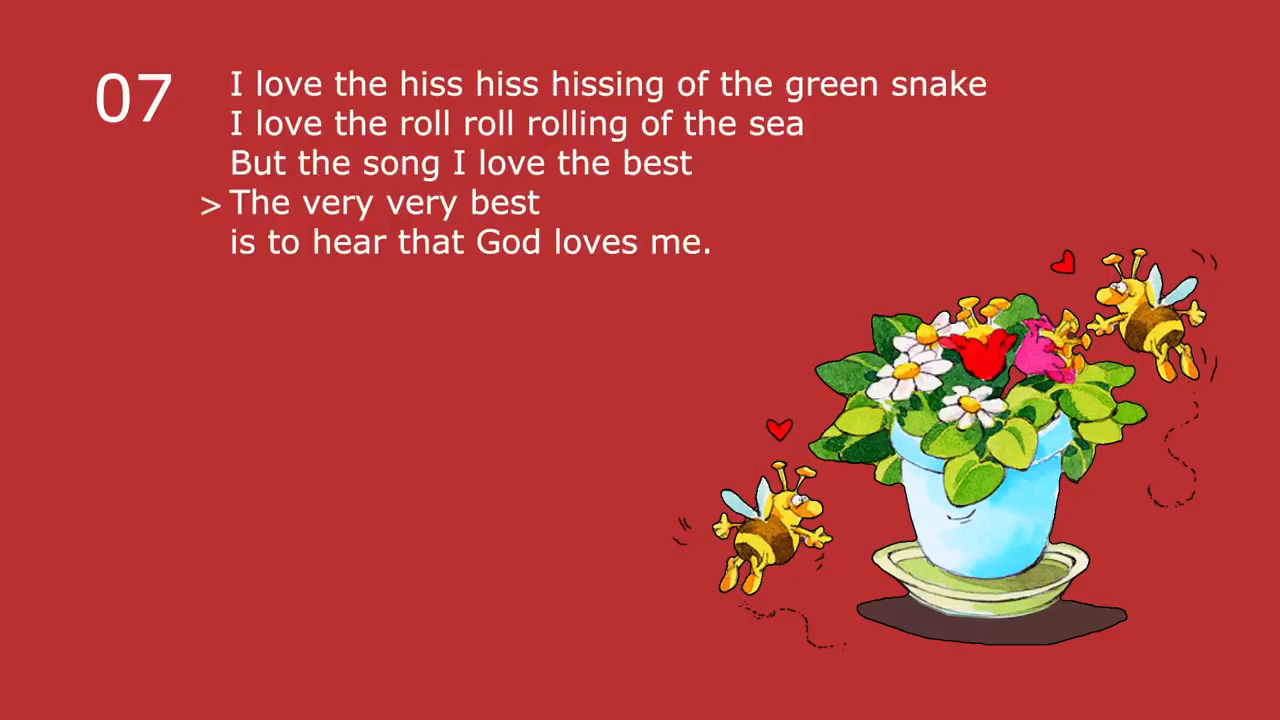 07
I love the hiss hiss hissing of the green snake
I love the roll roll rolling of the sea
But the song I love the best
> The very very best
is to hear that God loves me.